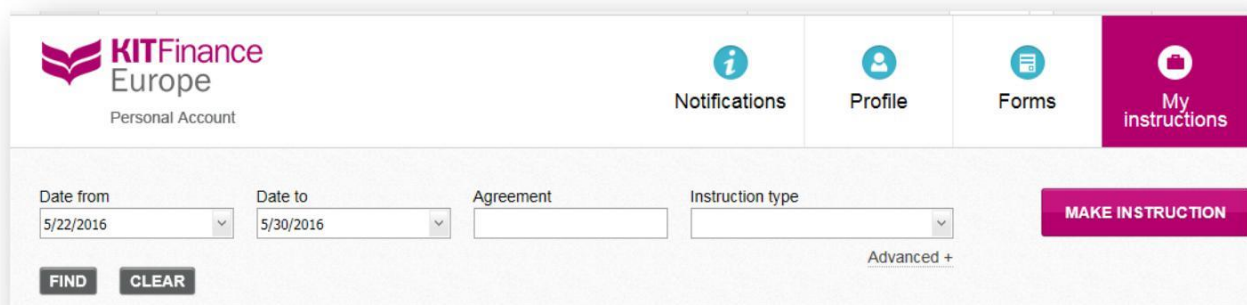 KITFinance
Europe
Personal Account
Notifications
Profile
Forms
My
instructions
Date from
Date to
Agreement
Instruction type
5/22/2016
5/30/2016
MAKE INSTRUCTION
Advanced +
FIND
CLEAR